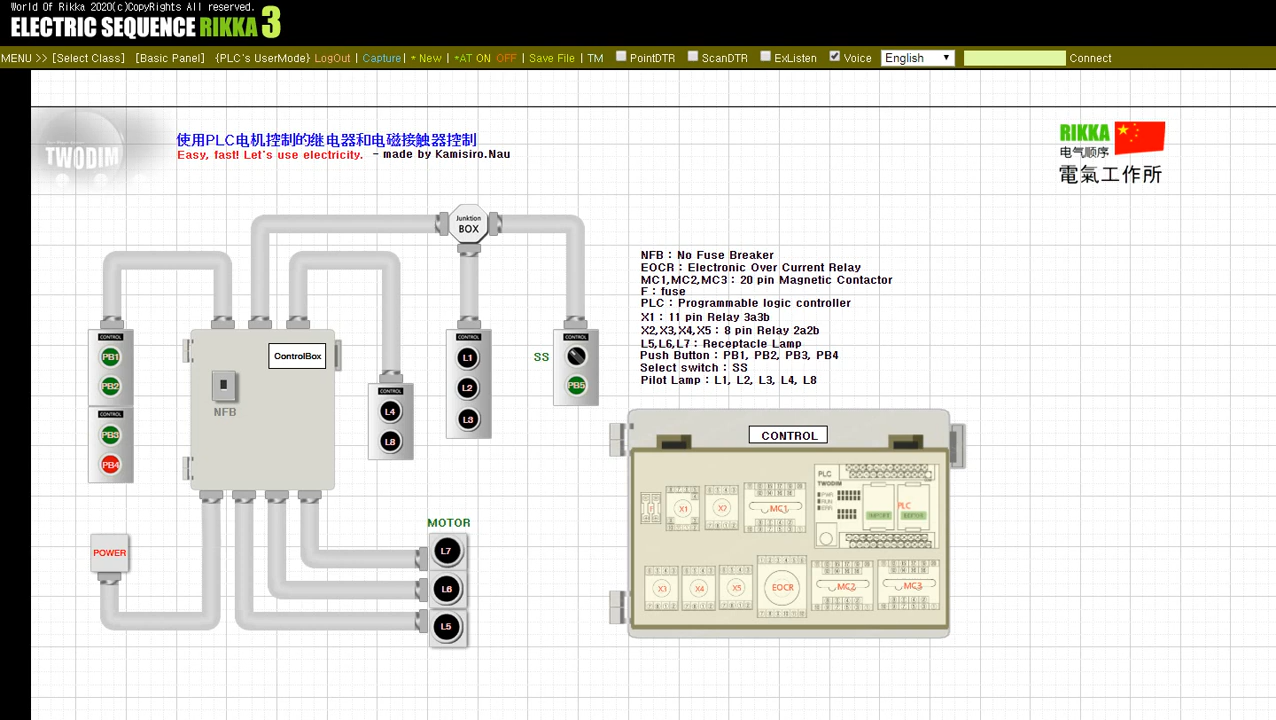 World Of Rikka 2020(c)CopyRights All reserved.
ELECTRIC SEQUENCE RIKKA 3
MENU >> [Select Class] [Basic Panel] {PLC's UserMode} LogOut | Capture| * New | *AT ON OFF | Save File | TM PointDTR ScanDTR ExListen Voice English Connect
TWODIM
使用PLC电机控制的继电器和电磁接触器控制
Easy, fast! Let's use electricity. - made by Kamisiro.Nau
RIKKA
电气顺序
電氣工作所
Junktion
BOX
NFB : No Fuse Breaker
EOCR : Electronic Over Current Relay
MC1,MC2,MC3 : 20 pin Magnetic Contactor
F : fuse
PLC : Programmable logic controller
X1 : 11 pin Relay 3a3b
X2,X3,X4,X5 : 8 pin Relay 2a2b
L5,L6,L7 : Receptacle Lamp
Push Button : PB1, PB2, PB3, PB4
Select switch : SS
Pilot Lamp : L1, L2, L3, L4, L8
CONTROL
PB1
PB2
CONTROL
PB3
PB4
ControlBox
NFB
CONTROL
L4
L8
CONTROL
L1
L2
L3
SS
CONTROL
PB5
POWER
MOTOR
L7
L6
L5
CONTROL
X1
X2
MC1
PLC
TWODIM
PLC
X3
X4
X5
EOCR
MC2
MC3